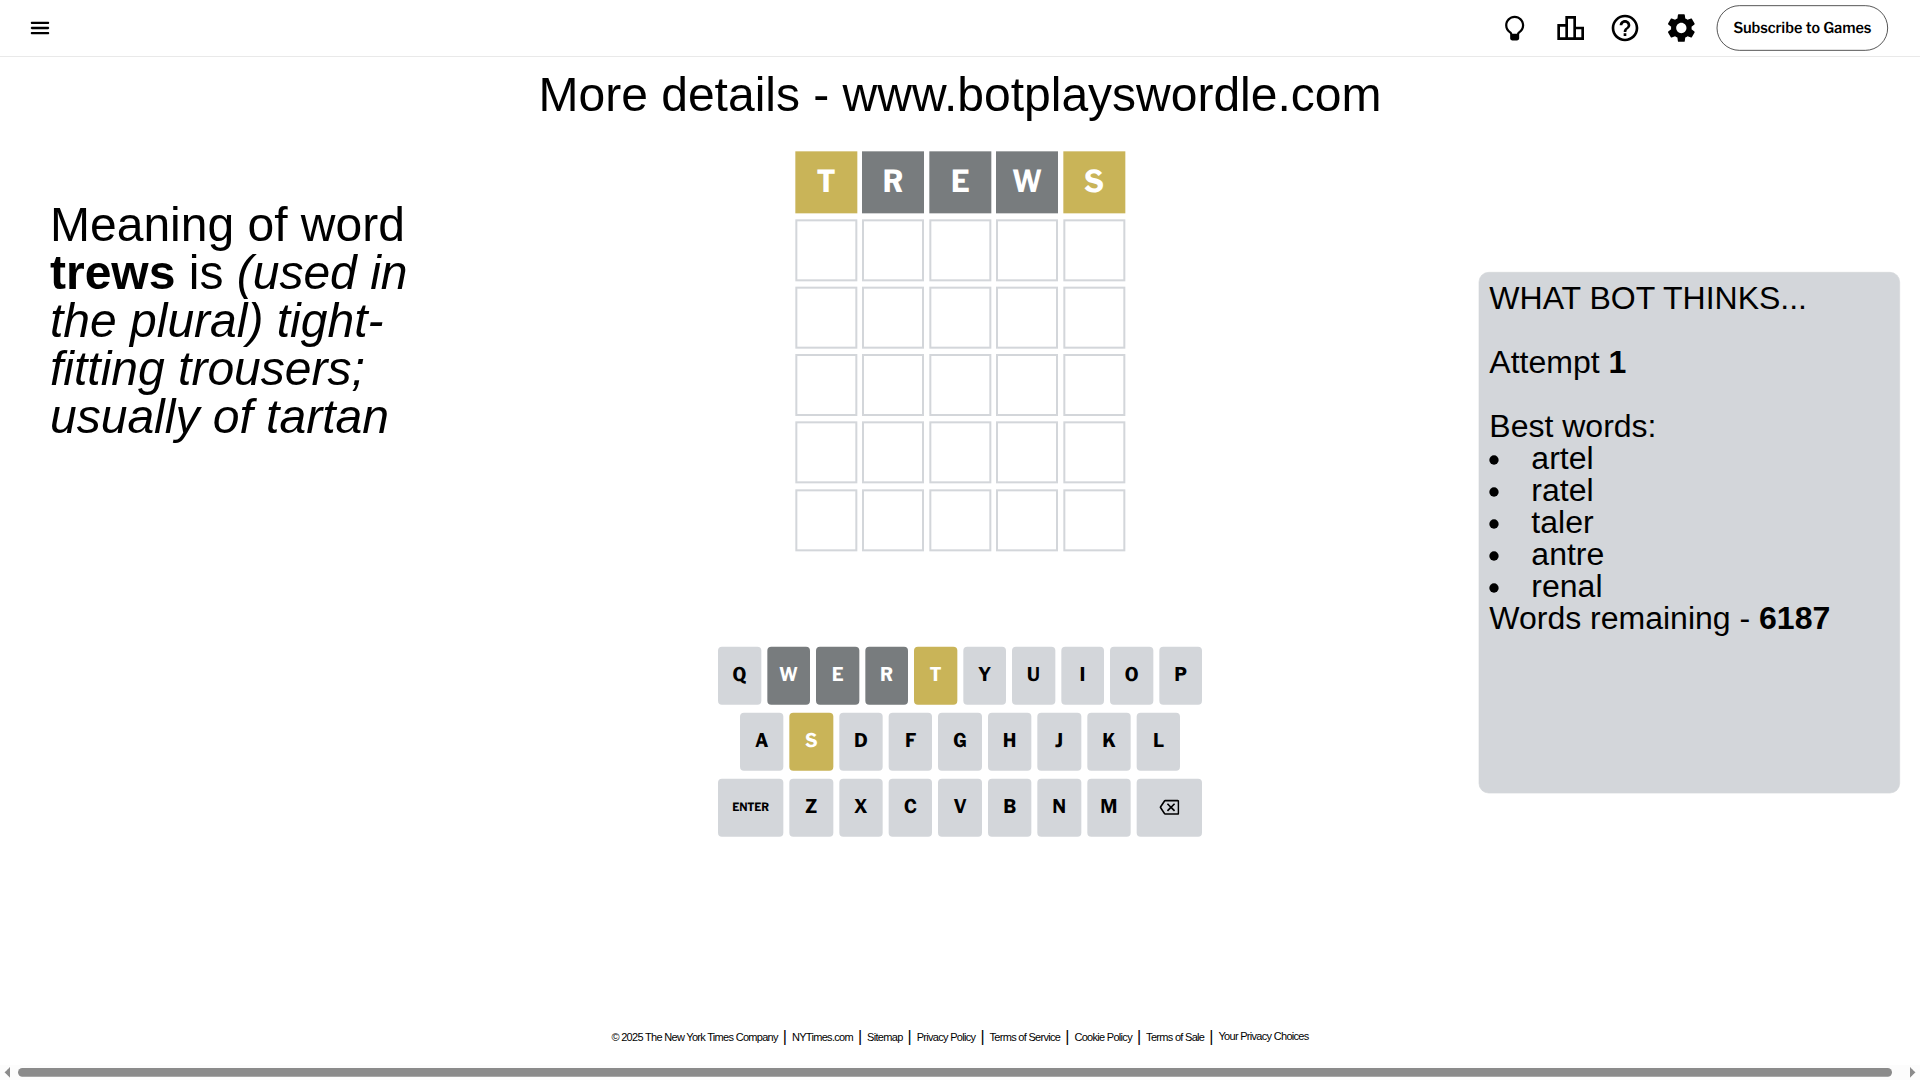 Subscribe to Games
More details - www.botplayswordle.com
Meaning of word
trews is (used in
the plural) tight-
fitting trousers;
usually of tartan
T R E W S
WHAT BOT THINKS...
Attempt 1
Best words:
• artel
• ratel
• taler
• antre
• renal
Words remaining - 6187
Q W E R T Y U I O P
A S D F G H J K L
ENTER Z X C V B N M
© 2025 The New York Times Company | NYTimes.com | Sitemap | Privacy Policy | Terms of Service | Cookie Policy | Terms of Sale | Your Privacy Choices